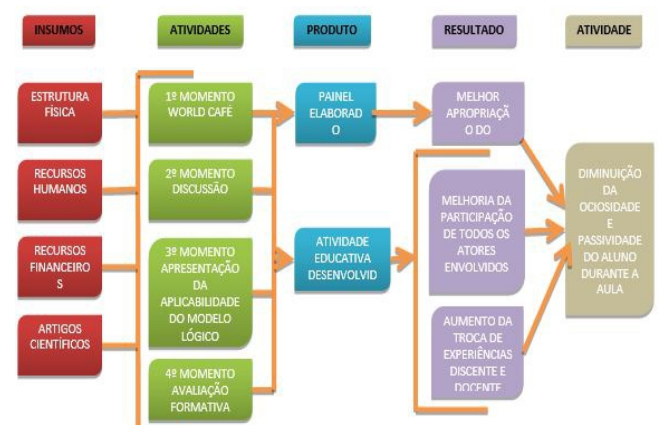 INSUMOS
ATIVIDADES
PRODUTO
RESULTADO
ATIVIDADE
ESTRUTURA
FÍSICA
RECURSOS
HUMANOS
RECURSOS
FINANCEIRO
S
ARTIGOS
CIENTÍFICOS
1º MOMENTO
WORLD CAFÉ
2º MOMENTO
DISCUSSÃO
3º MOMENTO
APRESENTAÇÃO
DA
APLICABILIDADE
DO MODELO
LÓGICO
4º MOMENTO
AVALIAÇÃO
FORMATIVA
PAINEL
ELABORAD
O
ATIVIDADE
EDUCATIVA
DESENVOLVID
MELHOR
APROPRIAÇÃ
O DO
MELHORIA DA
PARTICIPAÇÃO
DE TODOS OS
ATORES
ENVOLVIDOS
AUMENTO DA
TROCA DE
EXPERIÊNCIAS
DISCENTE E
DOCENTE
DIMINUIÇÃO
DA
OCIOSIDADE
E
PASSIVIDADE
DO ALUNO
DURANTE A
AULA